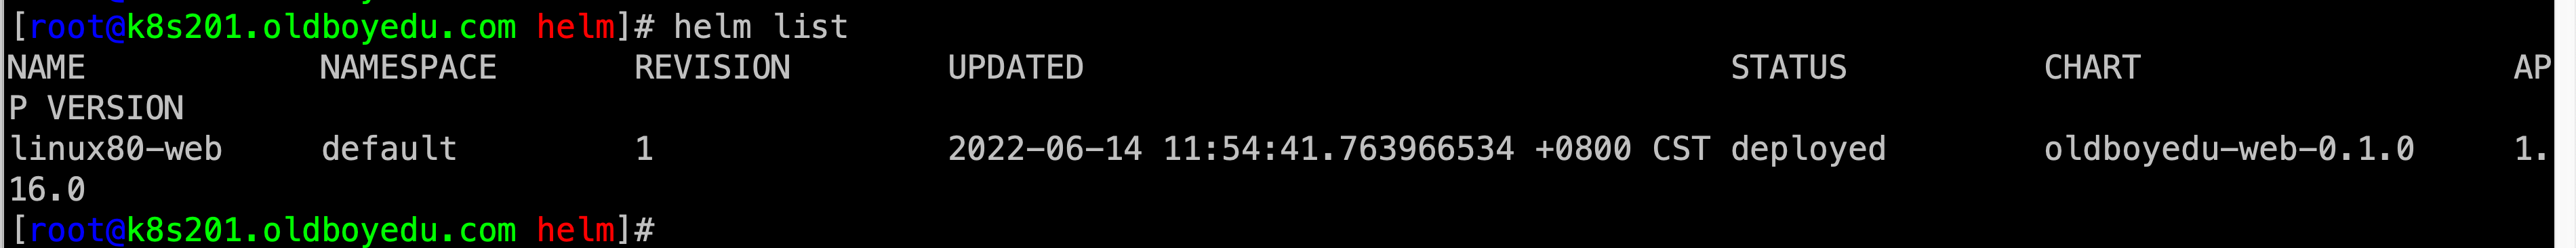 [root@k8s201.oldboyedu.com helm]# helm list
NAME            NAMESPACE       REVISION        UPDATED                                 STATUS          CHART                   AP
P VERSION
linux80-web     default         1               2022-06-14 11:54:41.763966534 +0800 CST deployed        oldboyedu-web-0.1.0     1.
16.0
[root@k8s201.oldboyedu.com helm]#